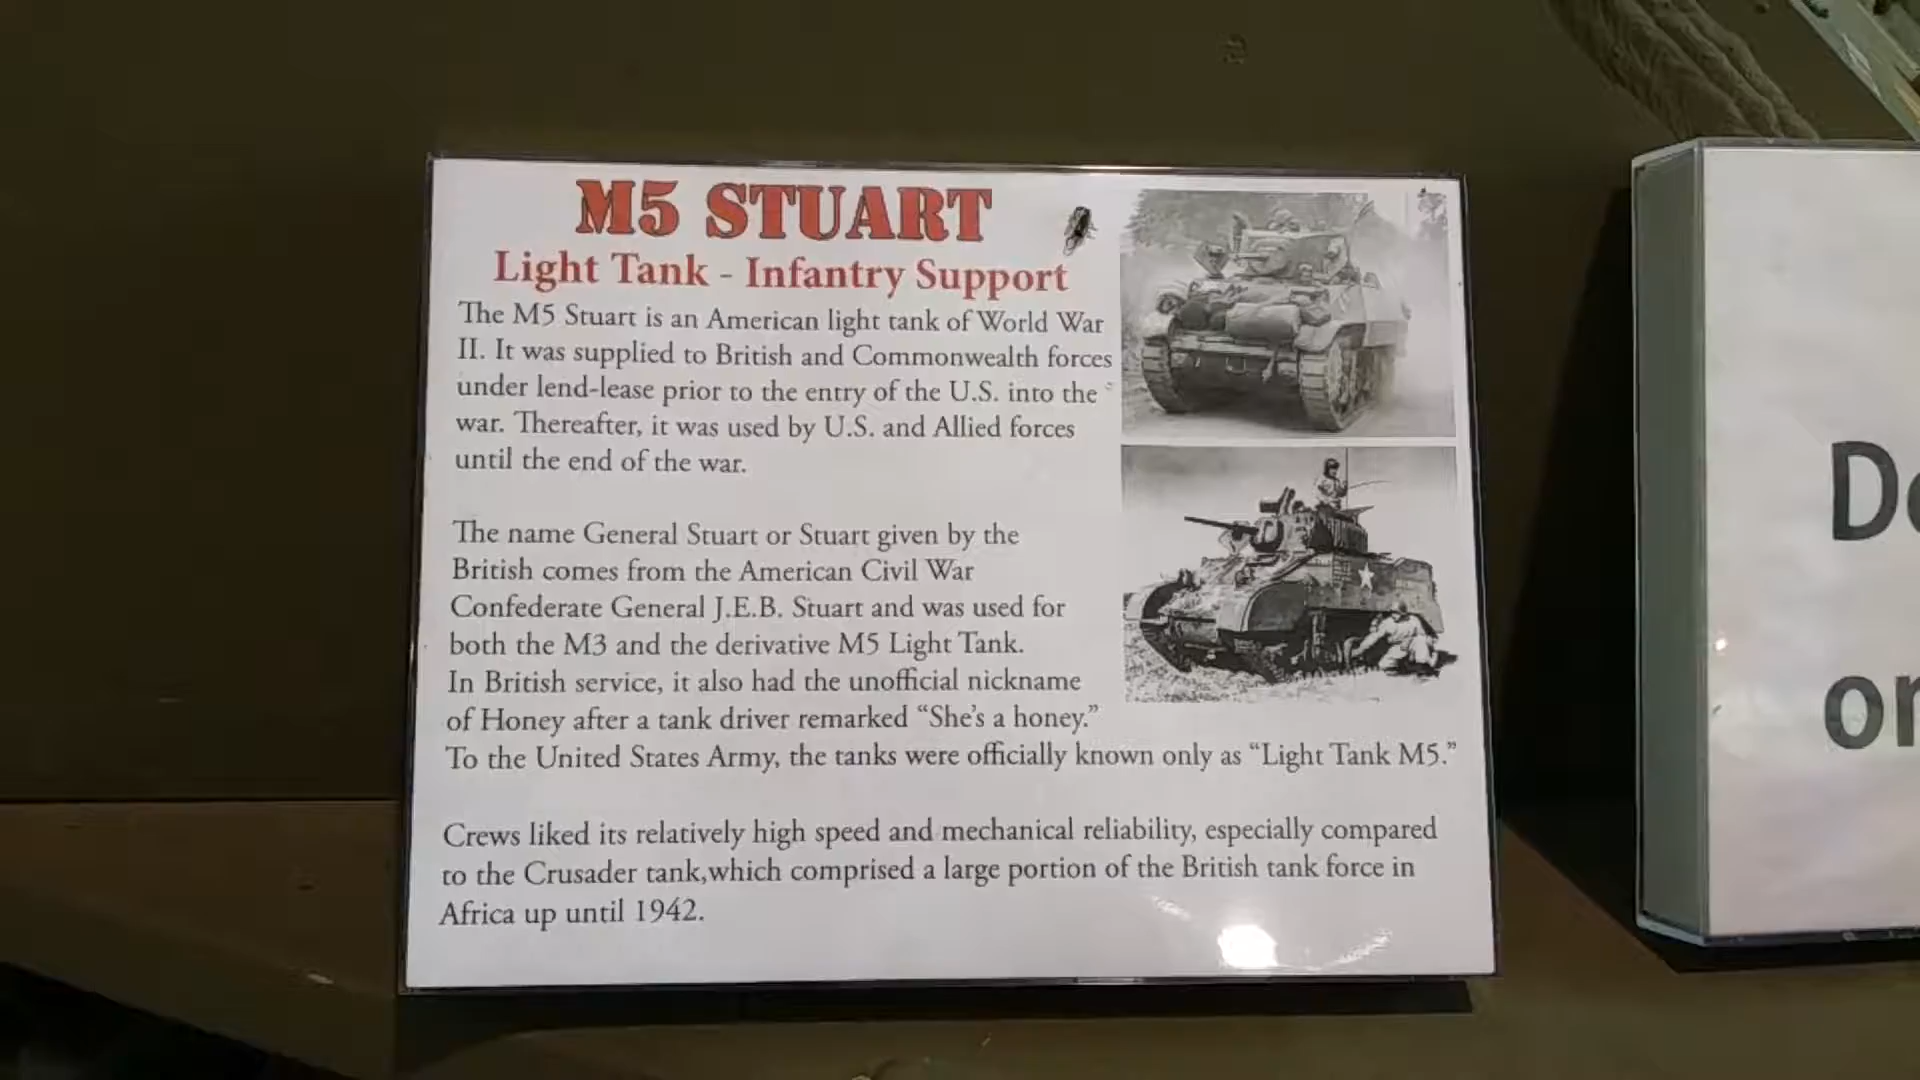 M5 STUART
Light Tank - Infantry Support
The M5 Stuart is an American light tank of World War
II. It was supplied to British and Commonwealth forces
under lend-lease prior to the entry of the U.S. into the
war. Thereafter, it was used by U.S. and Allied forces
until the end of the war.
The name General Stuart or Stuart given by the
British comes from the American Civil War
Confederate General J.E.B. Stuart and was used for
both the M3 and the derivative M5 Light Tank.
In British service, it also had the unofficial nickname
of Honey after a tank driver remarked “She’s a honey.”
To the United States Army, the tanks were officially known only as “Light Tank M5.”
Crews liked its relatively high speed and mechanical reliability, especially compared
to the Crusader tank,which comprised a large portion of the British tank force in
Africa up until 1942.